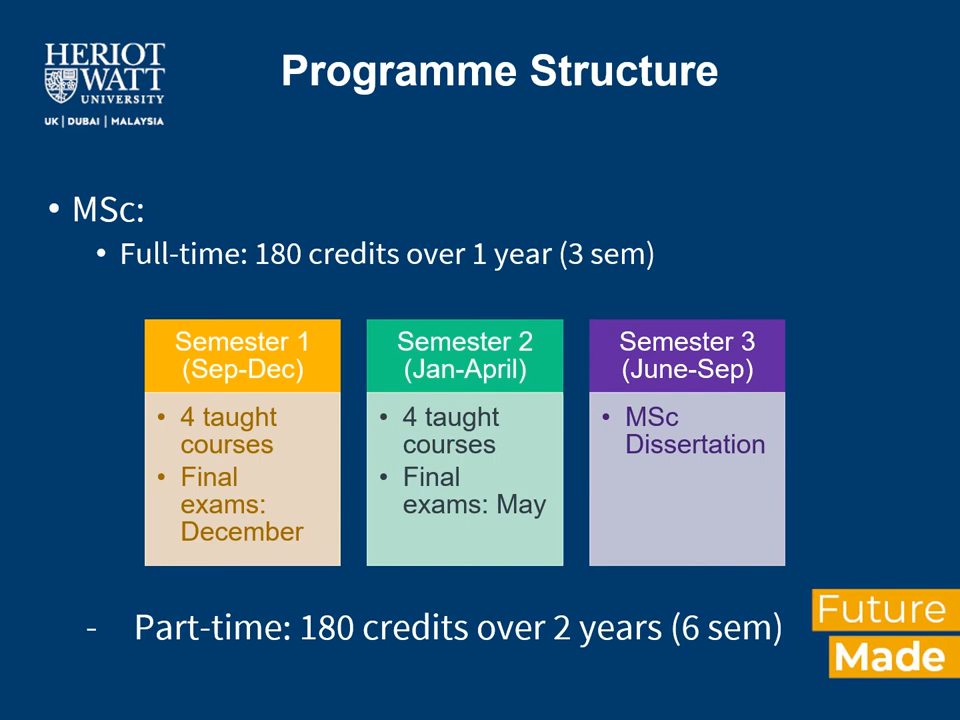 HERIOT
WATT
UNIVERSITY
UK | DUBAI | MALAYSIA
Programme Structure
• MSc:
• Full-time: 180 credits over 1 year (3 sem)
Semester 1
(Sep-Dec)
• 4 taught
courses
• Final
exams:
December
Semester 2
(Jan-April)
• 4 taught
courses
• Final
exams: May
Semester 3
(June-Sep)
• MSc
Dissertation
- Part-time: 180 credits over 2 years (6 sem)
Future
Made